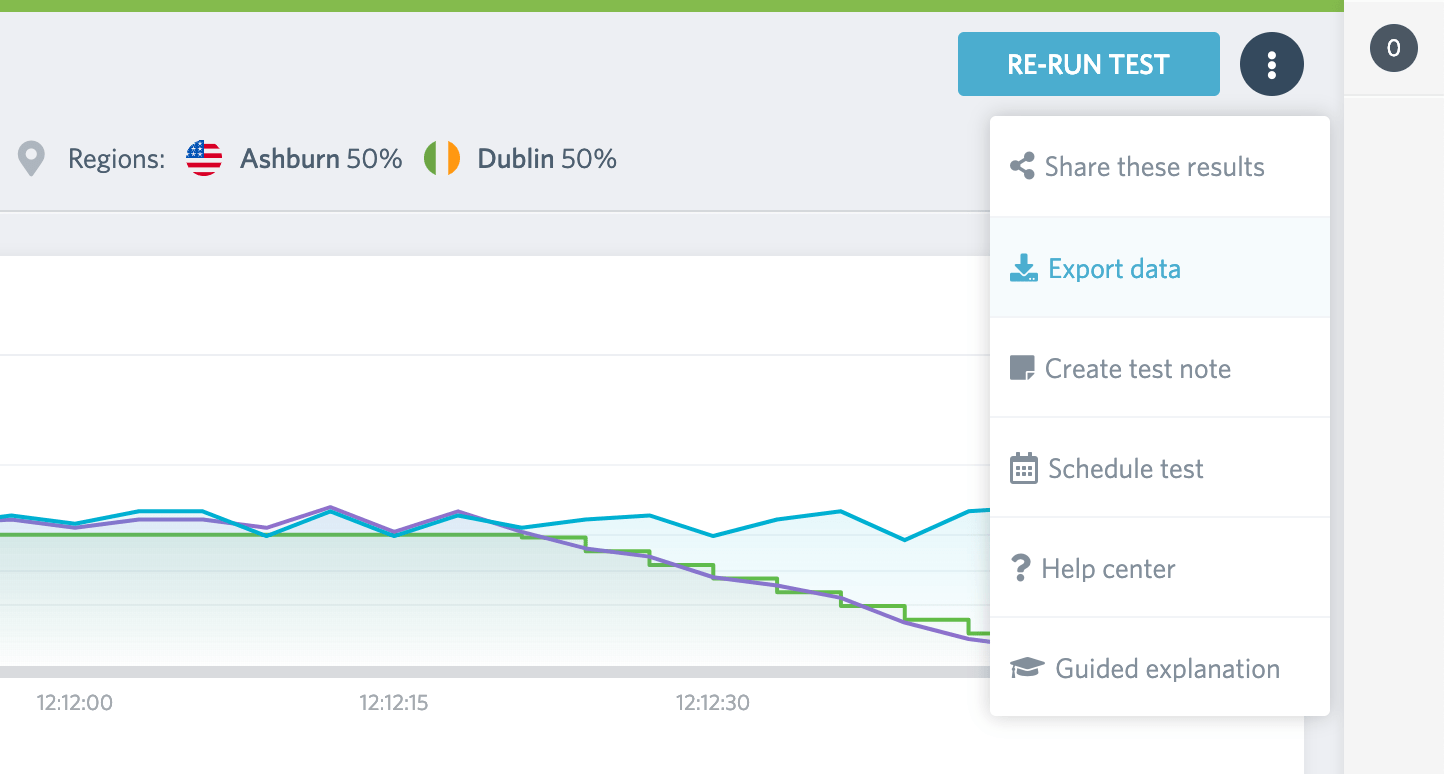 RE-RUN TEST
0
Regions: Ashburn 50% Dublin 50%
Share these results
Export data
Create test note
Schedule test
Help center
Guided explanation
12:12:00 12:12:15 12:12:30